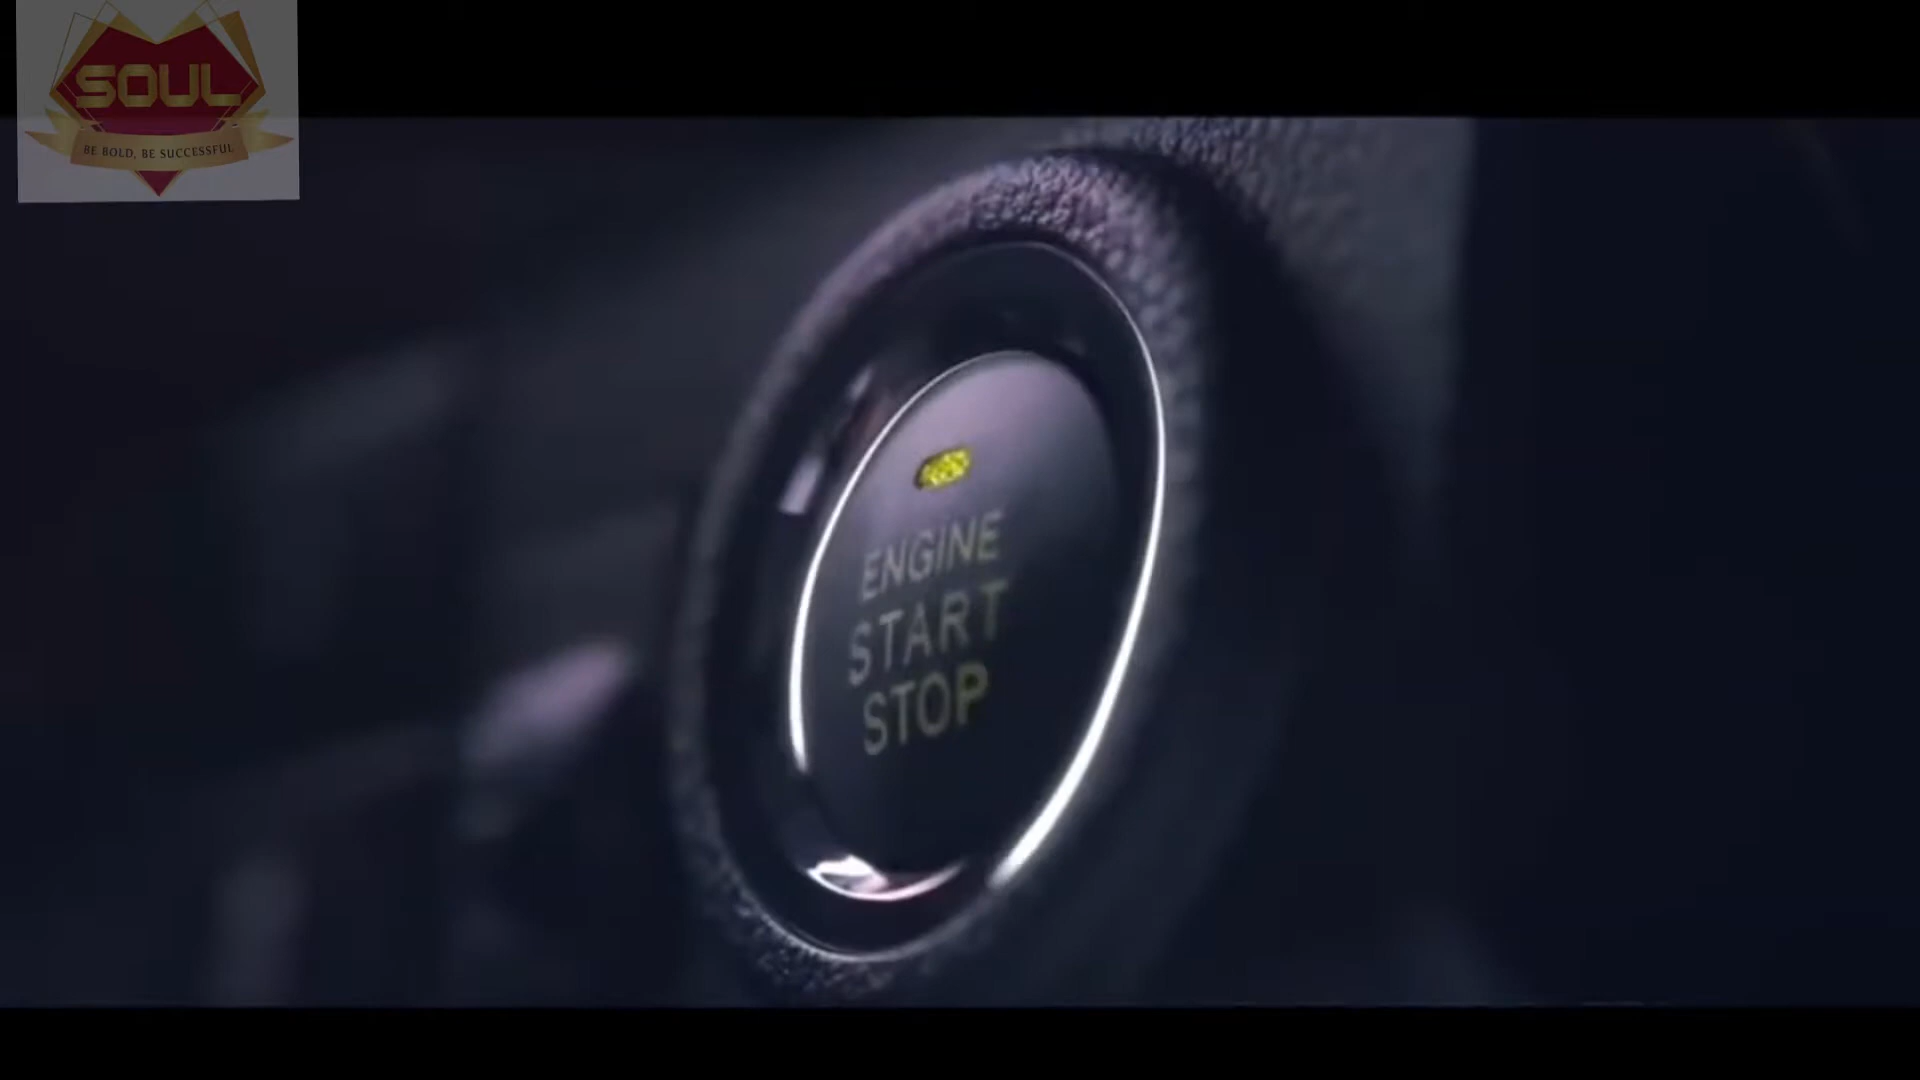 SOUL
BE BOLD, BE SUCCESSFUL
ENGINE
START
STOP